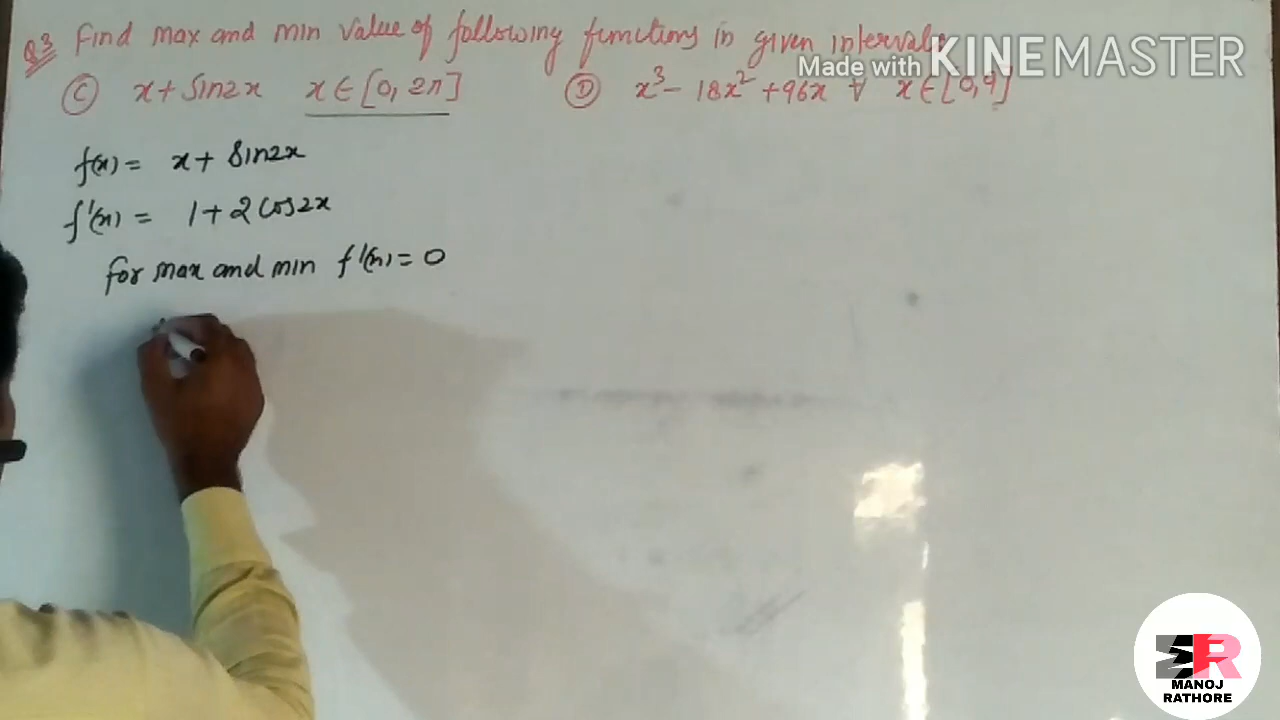 Q3 Find max and min value of following functions in given intervals
Made with KINEMASTER
(C) x + Sin2x x ∈ [0, 2π] (D) x³ - 18x² + 96x ∀ x ∈ [0, 9]
f(x) = x + Sin2x
f'(x) = 1 + 2 Cos2x
for max and min f'(x) = 0
MANOJ
RATHORE